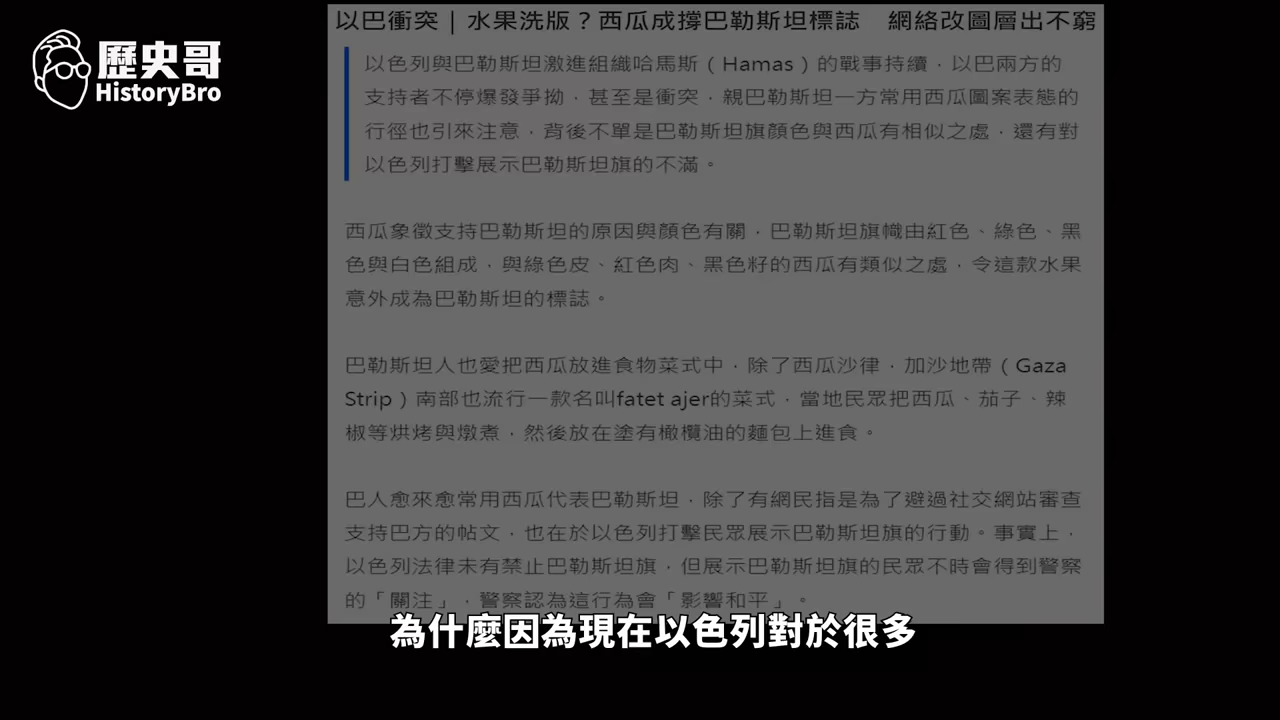 歷史哥
HistoryBro
以巴衝突｜水果洗版？西瓜成撐巴勒斯坦標誌　網絡改圖層出不窮
以色列與巴勒斯坦激進組織哈馬斯（Hamas）的戰事持續，以巴兩方的
支持者不停爆發爭拗，甚至是衝突，親巴勒斯坦一方常用西瓜圖案表態的
行徑也引來注意，背後不單是巴勒斯坦旗顏色與西瓜有相似之處，還有對
以色列打擊展示巴勒斯坦旗的不滿。
西瓜象徵支持巴勒斯坦的原因與顏色有關，巴勒斯坦旗幟由紅色、綠色、黑
色與白色組成，與綠色皮、紅色肉、黑色籽的西瓜有類似之處，令這款水果
意外成為巴勒斯坦的標誌。
巴勒斯坦人也愛把西瓜放進食物菜式中，除了西瓜沙律，加沙地帶（Gaza
Strip）南部也流行一款名叫fatet ajer的菜式，當地民眾把西瓜、茄子、辣
椒等烘烤與燉煮，然後放在塗有橄欖油的麵包上進食。
巴人愈來愈常用西瓜代表巴勒斯坦，除了有網民指是為了避過社交網站審查
支持巴方的帖文，也在於以色列打擊民眾展示巴勒斯坦旗的行動。事實上，
以色列法律未有禁止巴勒斯坦旗，但展示巴勒斯坦旗的民眾不時會得到警察
的「關注」，警察認為這行為會「影響和平」。
為什麼因為現在以色列對於很多